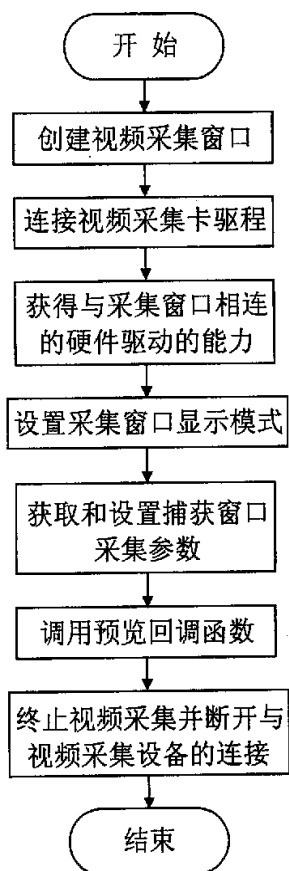 开 始
创建视频采集窗口
连接视频采集卡驱程
获得与采集窗口相连
的硬件驱动的能力
设置采集窗口显示模式
获取和设置捕获窗口
采集参数
调用预览回调函数
终止视频采集并断开与
视频采集设备的连接
结束